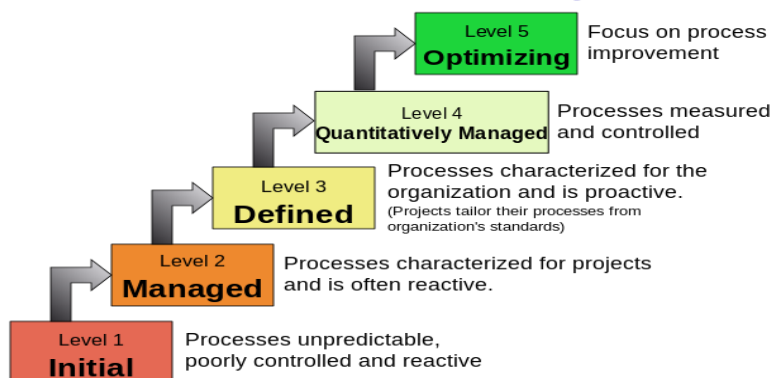 Level 5
Optimizing
Focus on process
improvement
Level 4
Quantitatively Managed
Processes measured
and controlled
Level 3
Defined
Processes characterized for the
organization and is proactive.
(Projects tailor their processes from
organization's standards)
Level 2
Managed
Processes characterized for projects
and is often reactive.
Level 1
Initial
Processes unpredictable,
poorly controlled and reactive